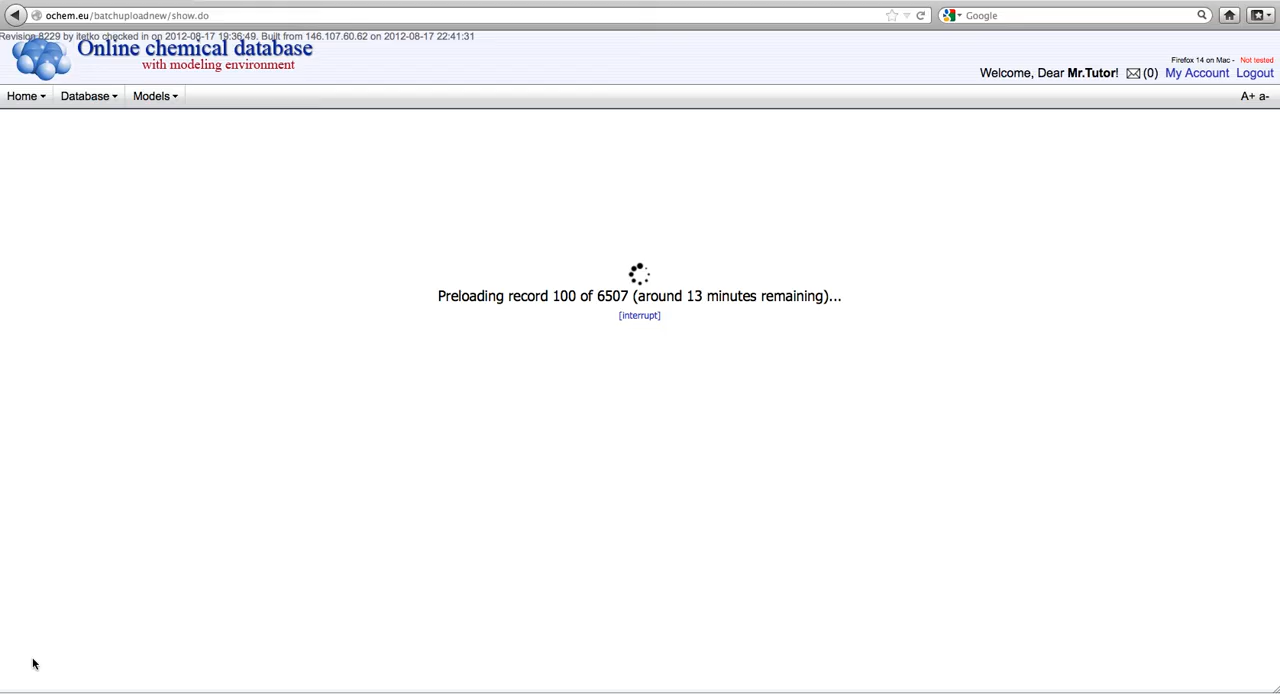 ochem.eu/batchuploadnew/show.do
Google
Revision 8229 by itetko checked in on 2012-08-17 19:36:49. Built from 146.107.60.62 on 2012-08-17 22:41:31
Online chemical database
with modeling environment
Firefox 14 on Mac - Not tested
Welcome, Dear Mr.Tutor! (0) My Account Logout
Home Database Models A+ a-
Preloading record 100 of 6507 (around 13 minutes remaining)...
[interrupt]